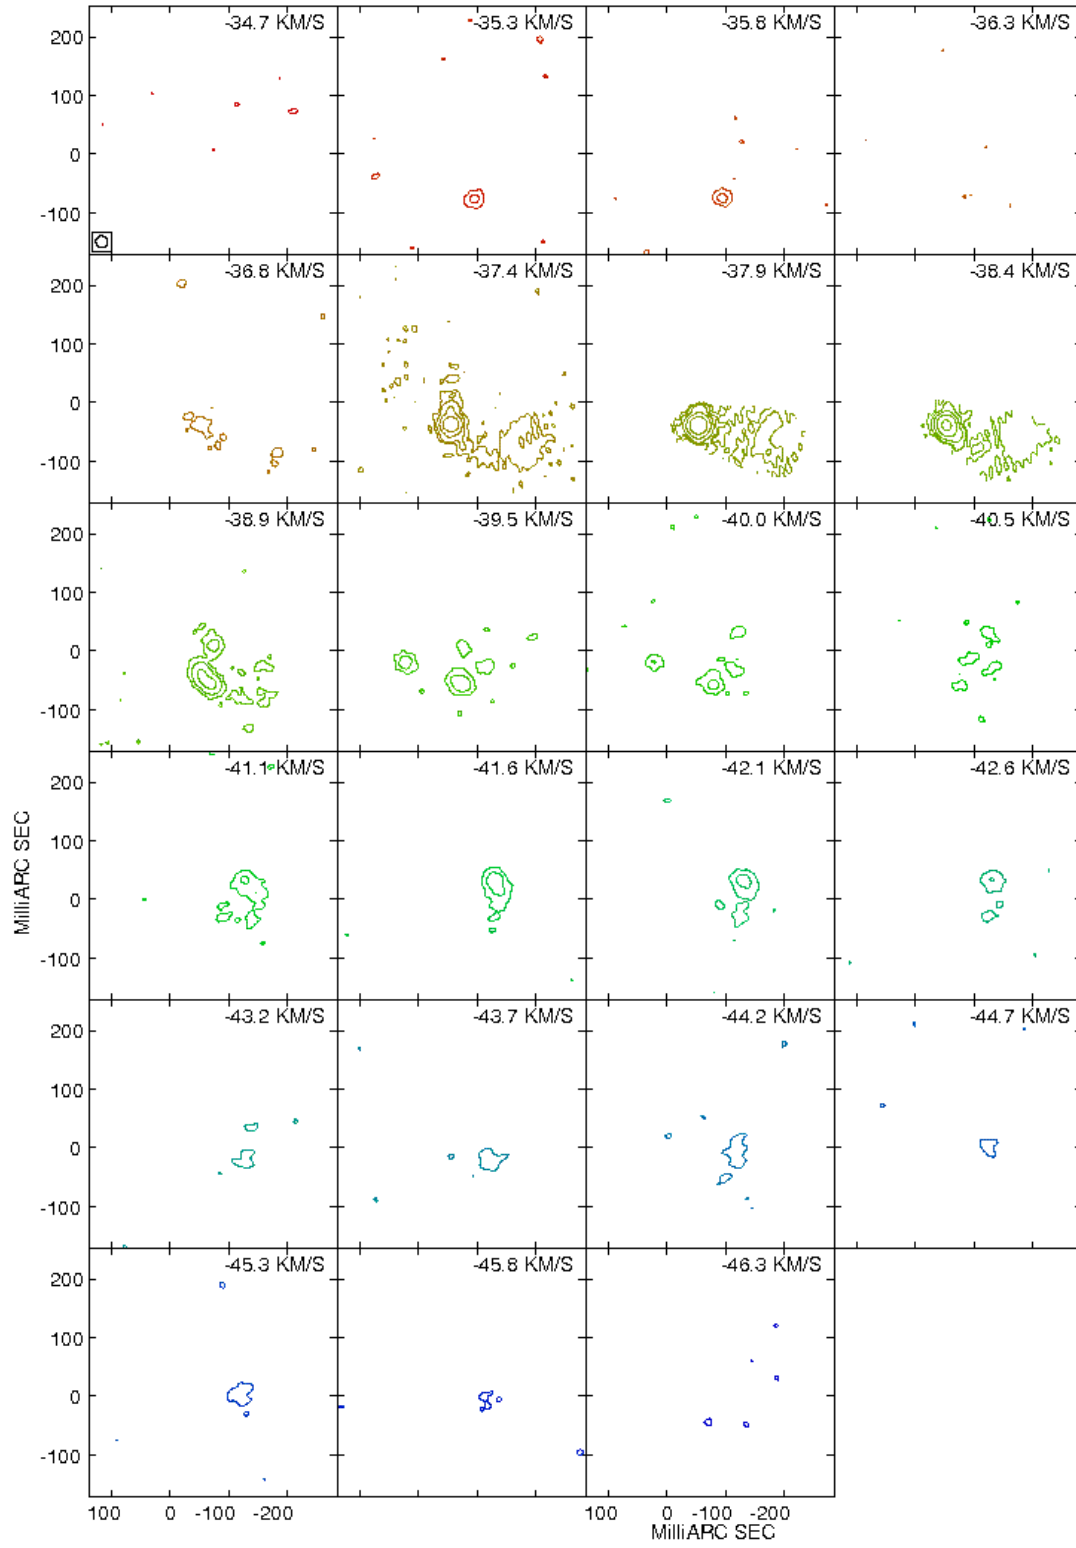 -34.7 KM/S -35.3 KM/S -35.8 KM/S -36.3 KM/S
200
100
0
-100
-36.8 KM/S -37.4 KM/S -37.9 KM/S -38.4 KM/S
200
100
0
-100
-38.9 KM/S -39.5 KM/S -40.0 KM/S -40.5 KM/S
200
100
0
-100
-41.1 KM/S -41.6 KM/S -42.1 KM/S -42.6 KM/S
200
100
0
-100
MilliARC SEC
-43.2 KM/S -43.7 KM/S -44.2 KM/S -44.7 KM/S
200
100
0
-100
-45.3 KM/S -45.8 KM/S -46.3 KM/S
200
100
0
-100
100 0 -100 -200 100 0 -100 -200
MilliARC SEC